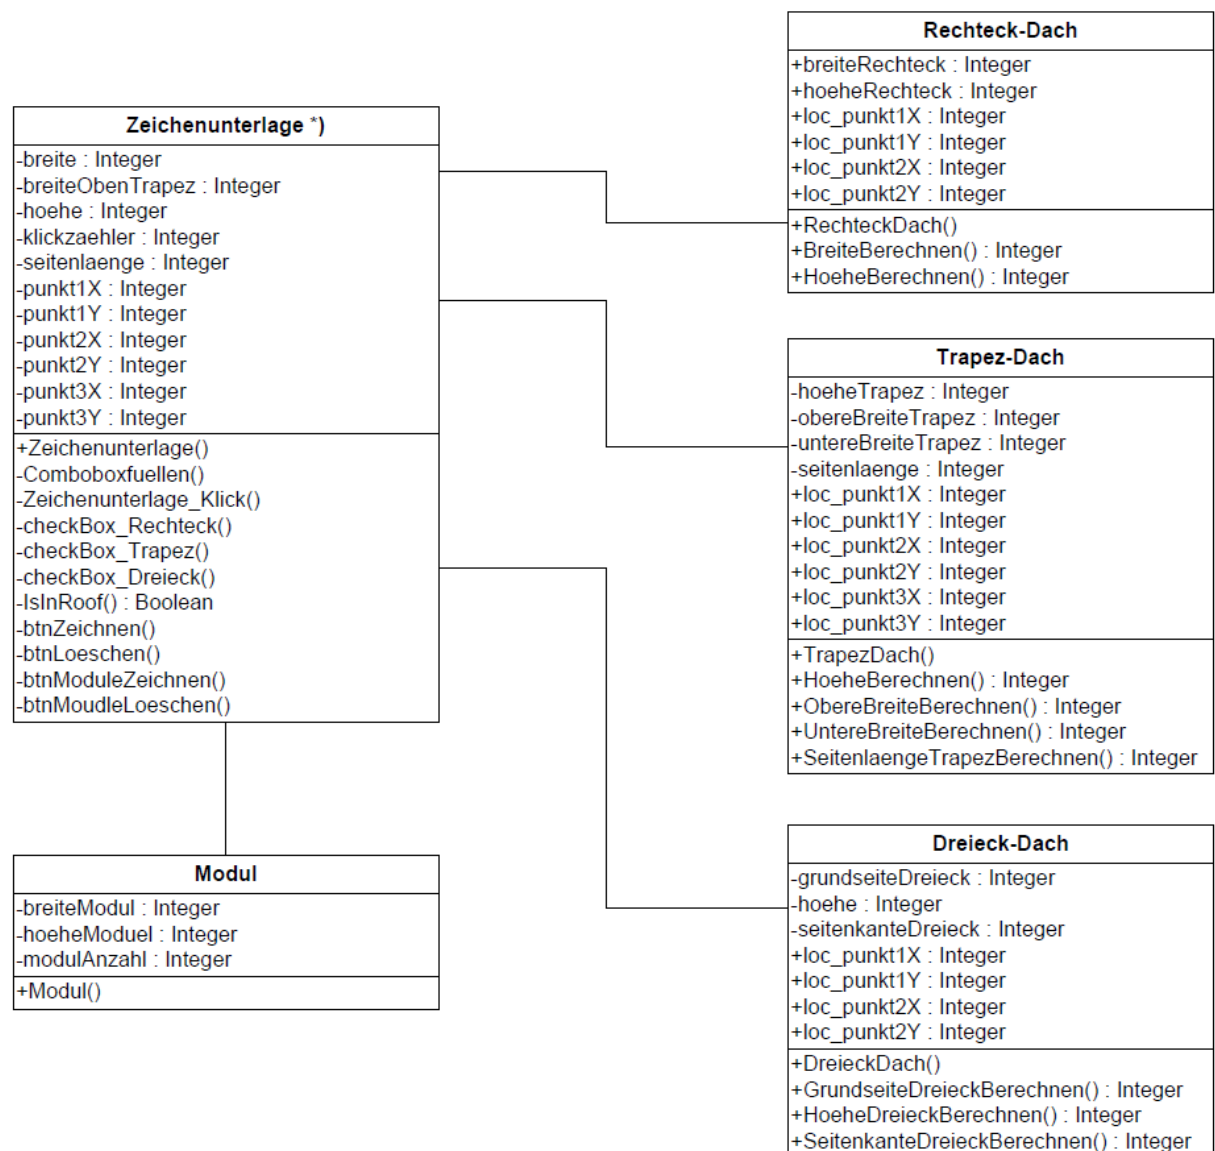 Zeichenunterlage *)
-breite : Integer
-breiteObenTrapez : Integer
-hoehe : Integer
-klickzaehler : Integer
-seitenlaenge : Integer
-punkt1X : Integer
-punkt1Y : Integer
-punkt2X : Integer
-punkt2Y : Integer
-punkt3X : Integer
-punkt3Y : Integer
+Zeichenunterlage()
-Comboboxfuellen()
-Zeichenunterlage_Klick()
-checkBox_Rechteck()
-checkBox_Trapez()
-checkBox_Dreieck()
-IsInRoof() : Boolean
-btnZeichnen()
-btnLoeschen()
-btnModuleZeichnen()
-btnMoudleLoeschen()
Modul
-breiteModul : Integer
-hoeheModuel : Integer
-modulAnzahl : Integer
+Modul()
Rechteck-Dach
+breiteRechteck : Integer
+hoeheRechteck : Integer
+loc_punkt1X : Integer
+loc_punkt1Y : Integer
+loc_punkt2X : Integer
+loc_punkt2Y : Integer
+RechteckDach()
+BreiteBerechnen() : Integer
+HoeheBerechnen() : Integer
Trapez-Dach
-hoeheTrapez : Integer
-obereBreiteTrapez : Integer
-untereBreiteTrapez : Integer
-seitenlaenge : Integer
+loc_punkt1X : Integer
+loc_punkt1Y : Integer
+loc_punkt2X : Integer
+loc_punkt2Y : Integer
+loc_punkt3X : Integer
+loc_punkt3Y : Integer
+TrapezDach()
+HoeheBerechnen() : Integer
+ObereBreiteBerechnen() : Integer
+UntereBreiteBerechnen() : Integer
+SeitenlaengeTrapezBerechnen() : Integer
Dreieck-Dach
-grundseiteDreieck : Integer
-hoehe : Integer
-seitenkanteDreieck : Integer
+loc_punkt1X : Integer
+loc_punkt1Y : Integer
+loc_punkt2X : Integer
+loc_punkt2Y : Integer
+DreieckDach()
+GrundseiteDreieckBerechnen() : Integer
+HoeheDreieckBerechnen() : Integer
+SeitenkanteDreieckBerechnen() : Integer